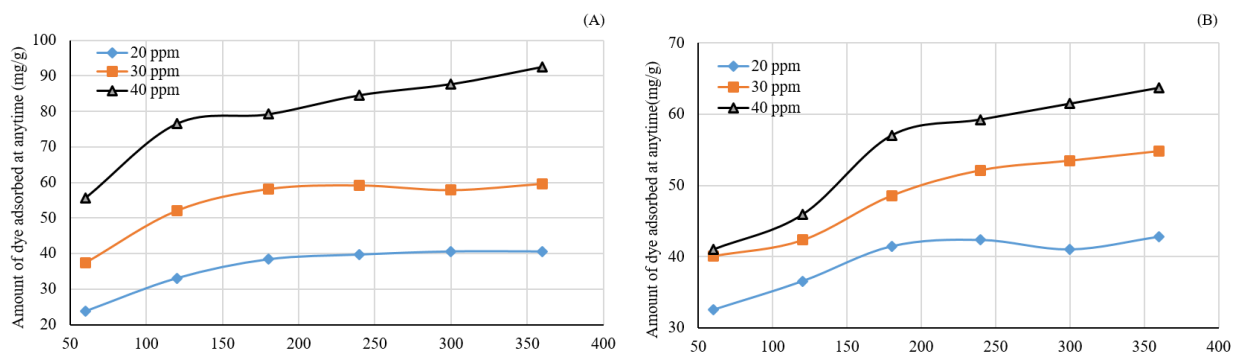 (A)
Amount of dye adsorbed at anytime (mg/g)
100
90
80
70
60
50
40
30
20
20 ppm
30 ppm
40 ppm
50 100 150 200 250 300 350 400
(B)
Amount of dye adsorbed at anytime(mg/g)
70
60
50
40
30
20 ppm
30 ppm
40 ppm
50 100 150 200 250 300 350 400